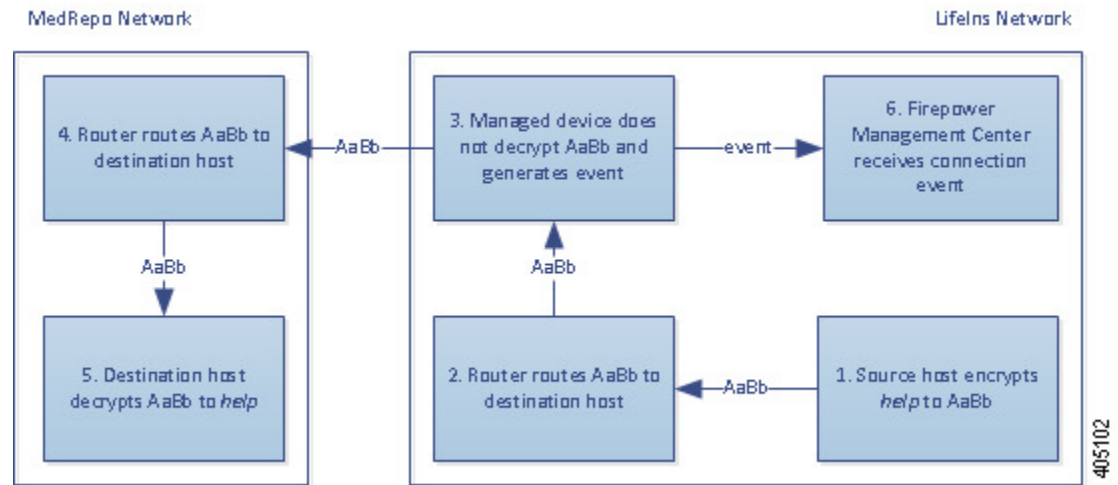 MedRepo Network
LifeIns Network
4. Router routes AaBb to
destination host
AaBb
3. Managed device does
not decrypt AaBb and
generates event
event
6. Firepower
Management Center
receives connection
event
AaBb
AaBb
5. Destination host
decrypts AaBb to help
2. Router routes AaBb to
destination host
AaBb
1. Source host encrypts
help to AaBb
405102